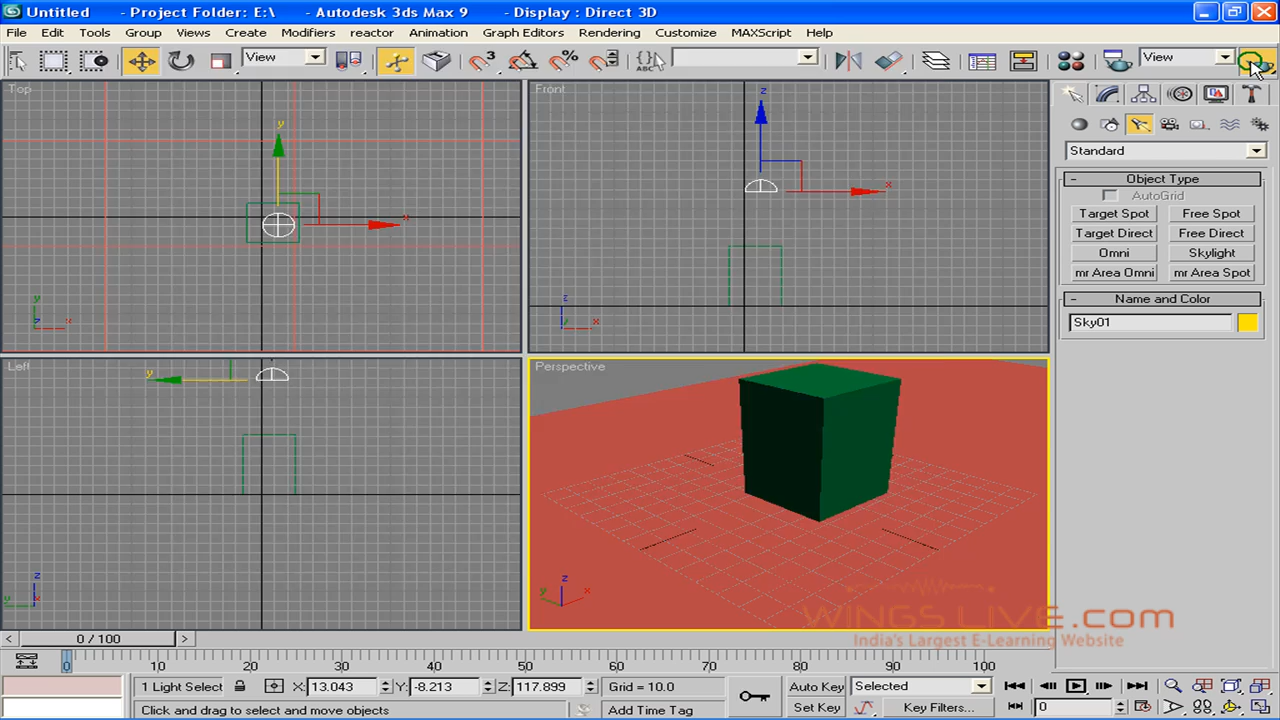 Untitled - Project Folder: E:\ - Autodesk 3ds Max 9 - Display : Direct 3D
File Edit Tools Group Views Create Modifiers reactor Animation Graph Editors Rendering Customize MAXScript Help
View View
Top Front
Left Perspective
y x z x
y x z x
y z y z x
Standard
- Object Type
AutoGrid
Target Spot Free Spot
Target Direct Free Direct
Omni Skylight
mr Area Omni mr Area Spot
- Name and Color
Sky01
WINGS LIVE.com
India's Largest E-Learning Website
< 0 / 100 >
0 10 20 30 40 50 60 70 80 90 100
1 Light Select X: 13.043 Y: -8.213 Z: 117.899 Grid = 10.0 Auto Key Selected
Click and drag to select and move objects Add Time Tag Set Key Key Filters... 0